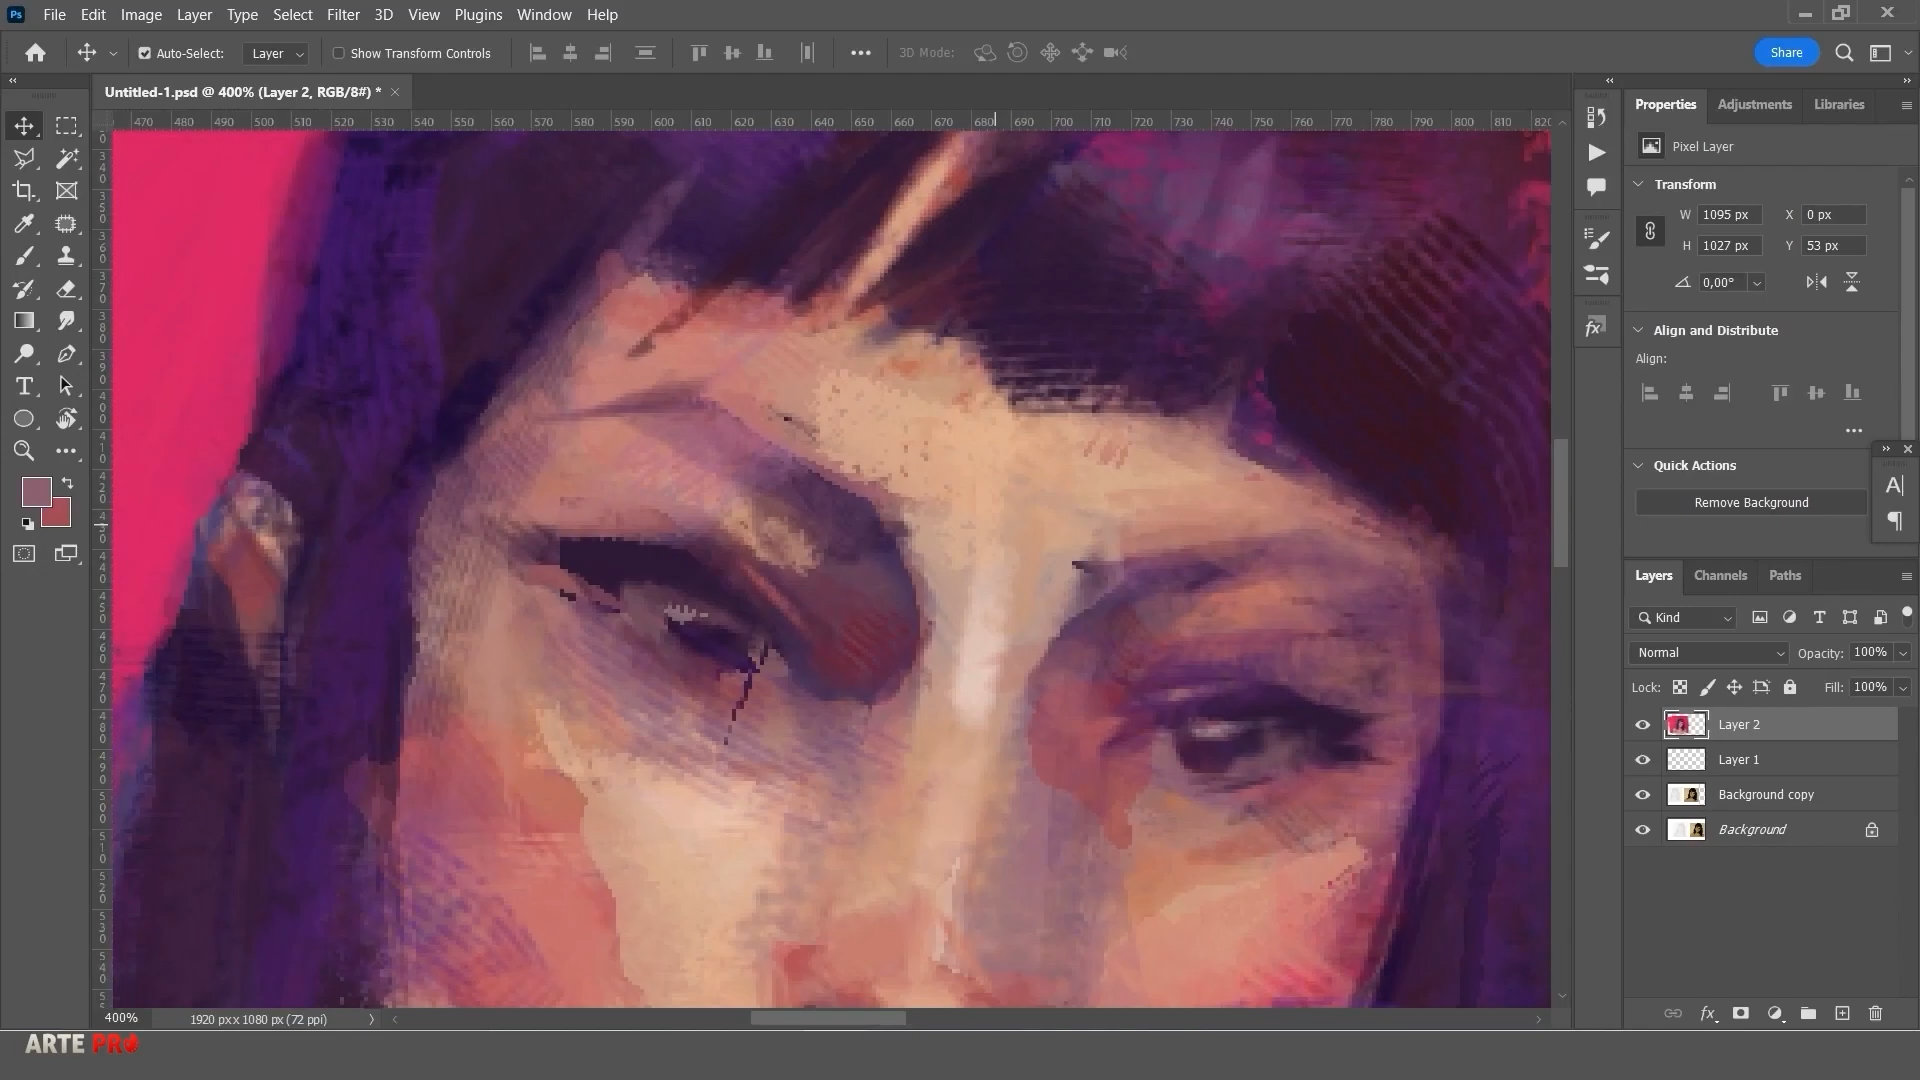 Ps File Edit Image Layer Type Select Filter 3D View Plugins Window Help
Auto-Select: Layer Show Transform Controls 3D Mode: Share
Untitled-1.psd @ 400% (Layer 2, RGB/8#) *
470 480 490 500 510 520 530 540 550 560 570 580 590 600 610 620 630 640 650 660 670 680 690 700 710 720 730 740 750 760 770 780 790 800 810 820
Properties Adjustments Libraries
Pixel Layer
Transform
W 1095 px X 0 px
H 1027 px Y 53 px
0,00°
Align and Distribute
Align:
Quick Actions
Remove Background
Layers Channels Paths
Kind
Normal Opacity: 100%
Lock: Fill: 100%
Layer 2
Layer 1
Background copy
Background
fx
400% 1920 px x 1080 px (72 ppi)
ARTE PRO